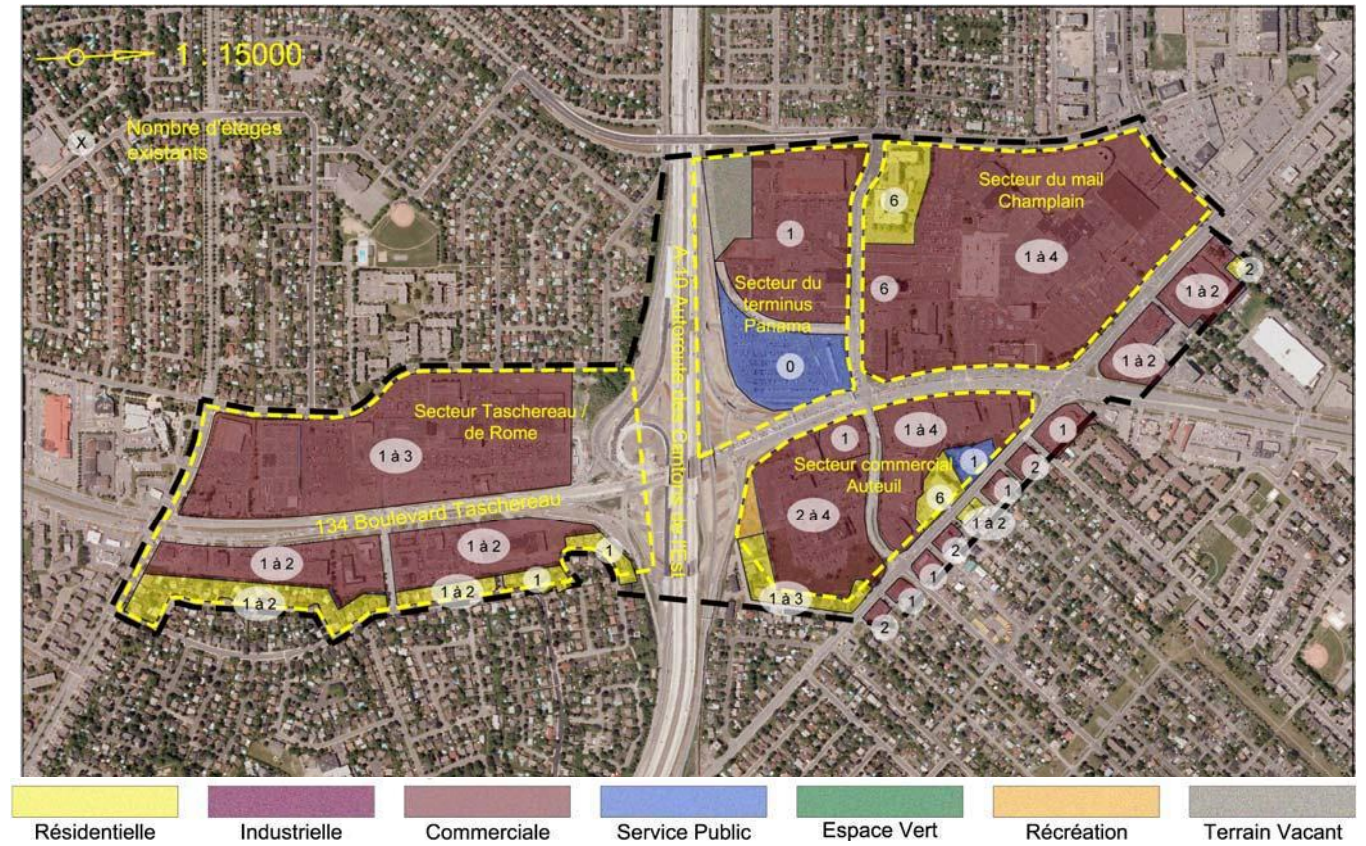 1 : 15000
Nombre d'étages
existants
X
Secteur du mail
Champlain
6
1
1 à 4
6
2
1 à 2
Secteur du
terminus
Panama
0
1 à 2
A-10 Autoroute des Cantons de l'Est
Secteur Taschereau /
de Rome
1 à 3
1
1 à 4
1
Secteur commercial
Auteuil
1
2
6
1
1 à 2
2 à 4
134 Boulevard Taschereau
1 à 2
1 à 2
1
2
1
1 à 2
1 à 2
1
1 à 3
1
2
Résidentielle
Industrielle
Commerciale
Service Public
Espace Vert
Récréation
Terrain Vacant